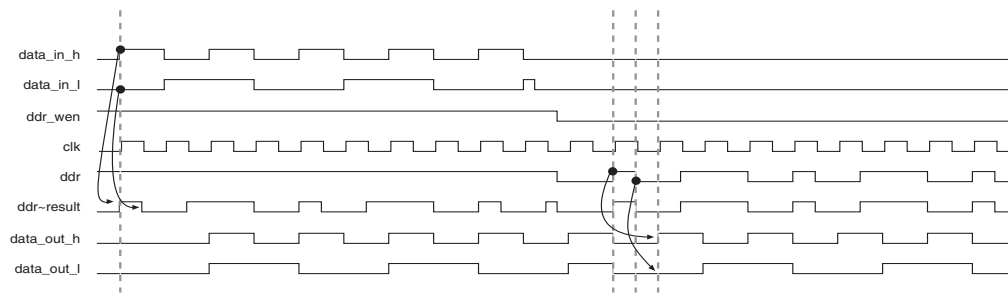 data_in_h
data_in_l
ddr_wen
clk
ddr
ddr~result
data_out_h
data_out_l